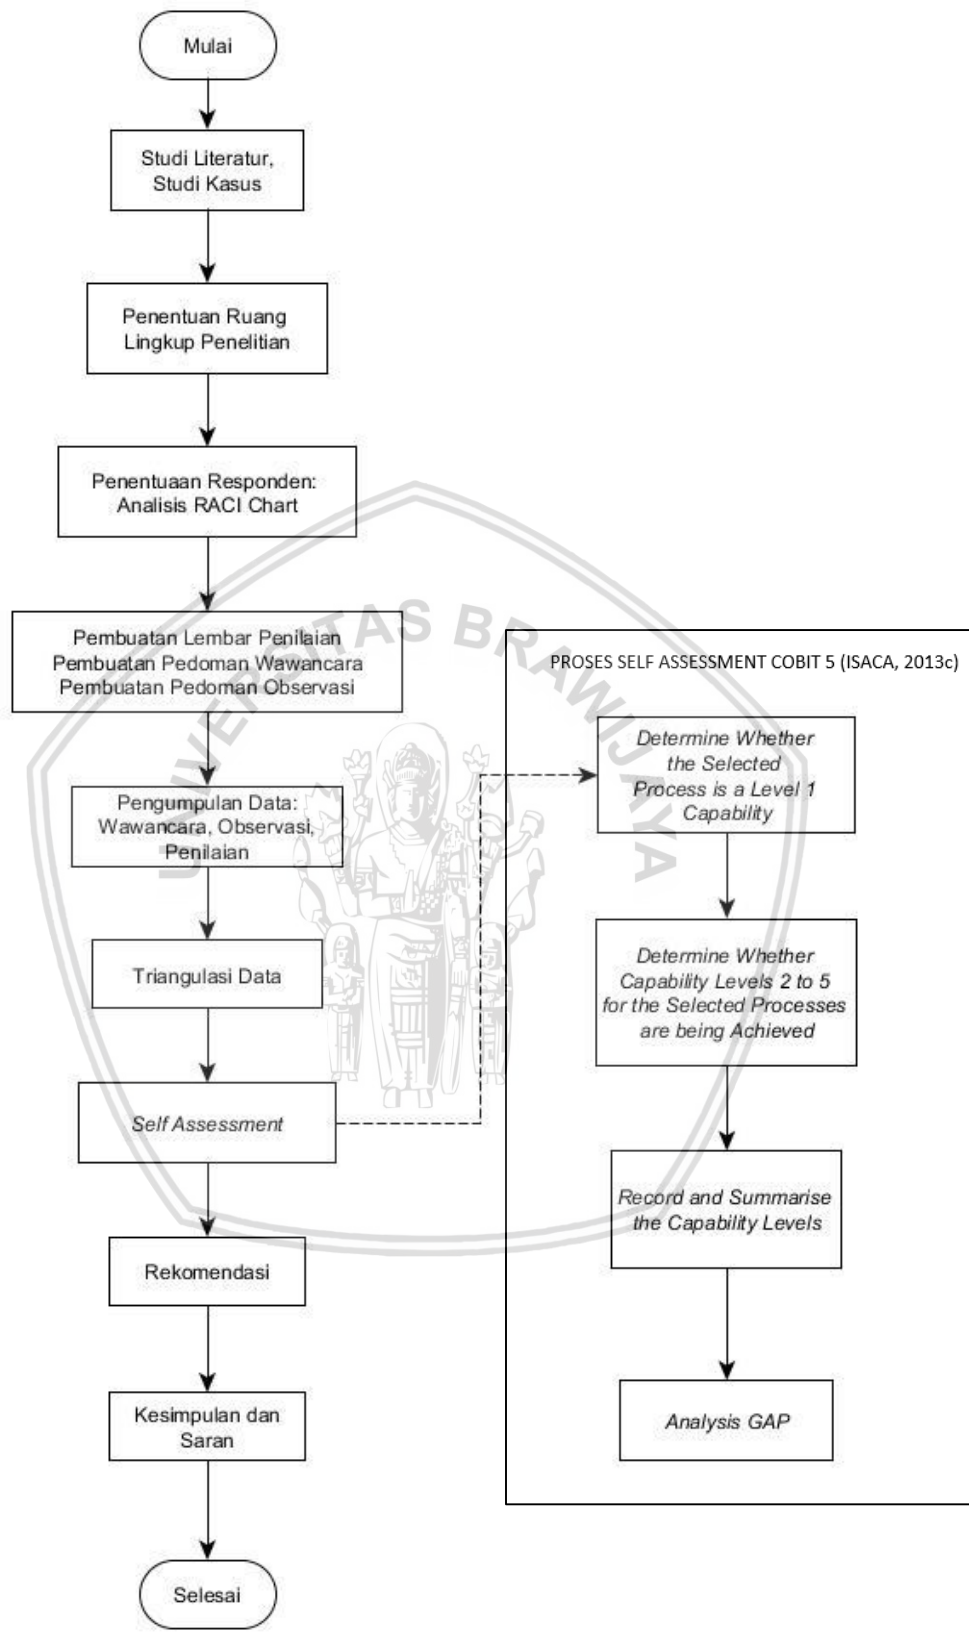 Mulai
Studi Literatur,
Studi Kasus
Penentuan Ruang
Lingkup Penelitian
Penentuaan Responden:
Analisis RACI Chart
Pembuatan Lembar Penilaian
Pembuatan Pedoman Wawancara
Pembuatan Pedoman Observasi
Pengumpulan Data:
Wawancara, Observasi,
Penilaian
Triangulasi Data
Self Assessment
Rekomendasi
Kesimpulan dan
Saran
Selesai
PROSES SELF ASSESSMENT COBIT 5 (ISACA, 2013c)
Determine Whether
the Selected
Process is a Level 1
Capability
Determine Whether
Capability Levels 2 to 5
for the Selected Processes
are being Achieved
Record and Summarise
the Capability Levels
Analysis GAP
UNIVERSITAS BRAWIJAYA